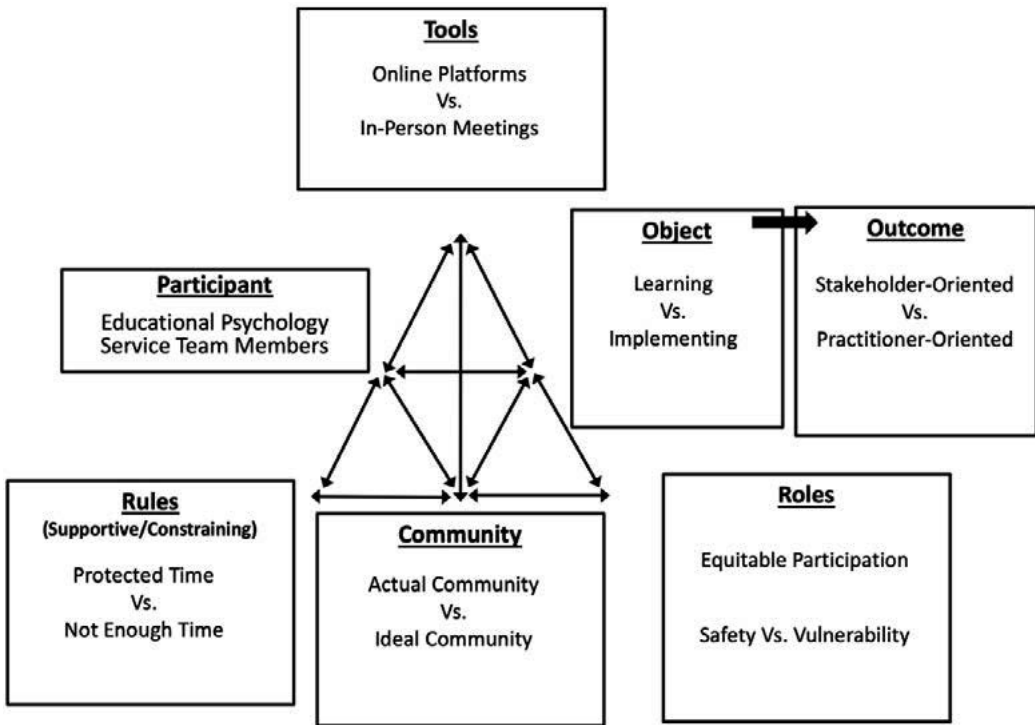 Tools
Online Platforms
Vs.
In-Person Meetings
Participant
Educational Psychology
Service Team Members
Object
Learning
Vs.
Implementing
Outcome
Stakeholder-Oriented
Vs.
Practitioner-Oriented
Rules
(Supportive/Constraining)
Protected Time
Vs.
Not Enough Time
Community
Actual Community
Vs.
Ideal Community
Roles
Equitable Participation
Safety Vs. Vulnerability